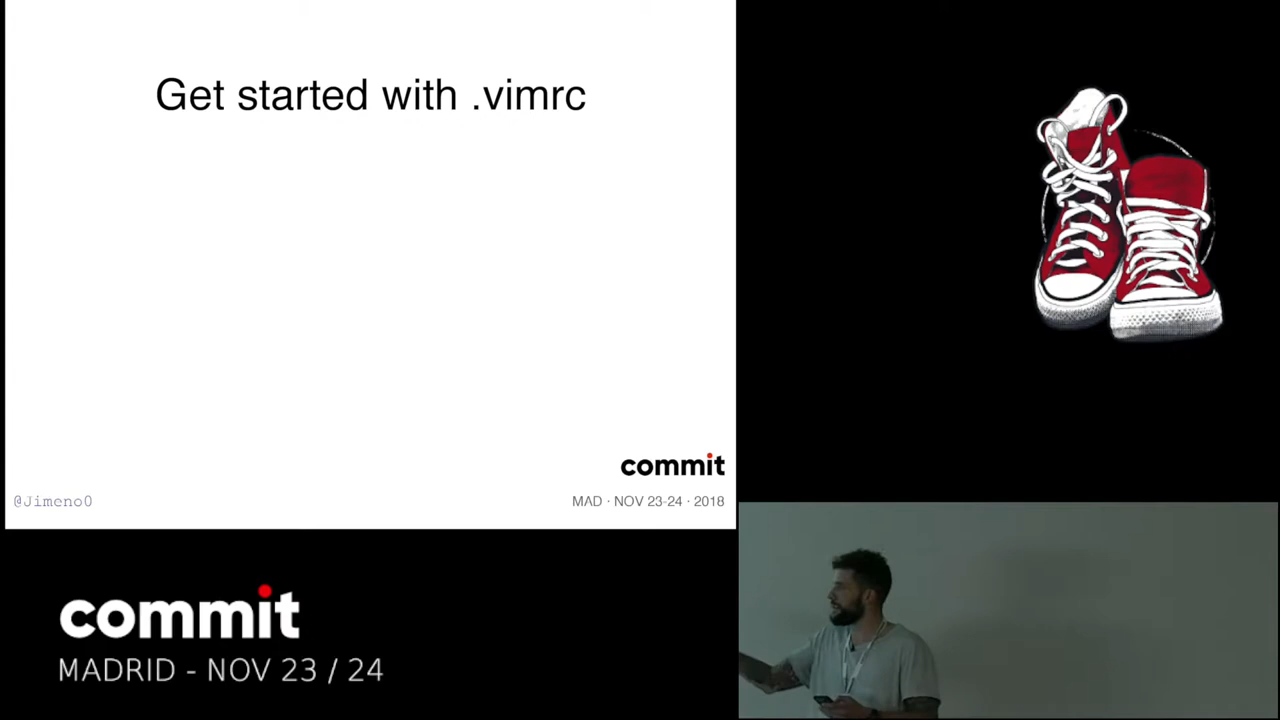 Get started with .vimrc
commit
@Jimeno0
MAD · NOV 23-24 · 2018
commit
MADRID - NOV 23 / 24